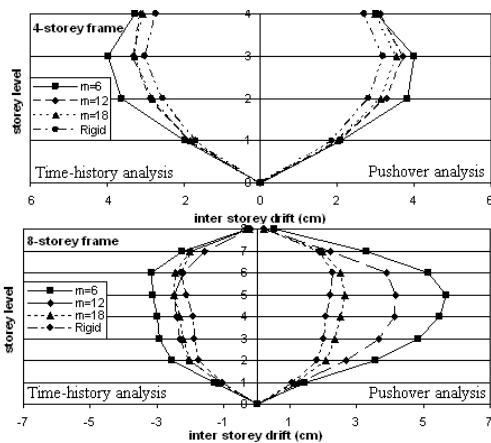 4-storey frame
storey level
4
3
2
1
0
m=6
m=12
m=18
Rigid
Time-history analysis
Pushover analysis
6 4 2 0 2 4 6
inter storey drift (cm)
8-storey frame
storey level
8
7
6
5
4
3
2
1
0
m=6
m=12
m=18
Rigid
Time-history analysis
Pushover analysis
-7 -5 -3 -1 1 3 5 7
inter storey drift (cm)